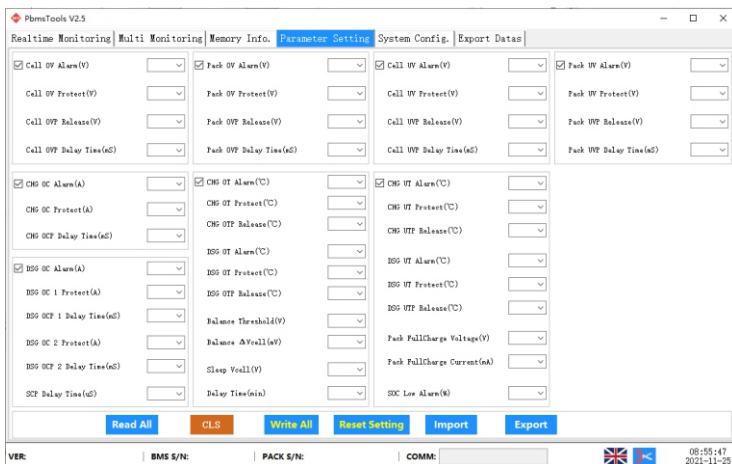 PbmsTools V2.5
Realtime Monitoring Multi Monitoring Memory Info. Parameter Setting System Config. Export Datas
Cell OV Alarm(V)
Cell OV Protect(V)
Cell OVP Release(V)
Cell OVP Delay Time(mS)
Pack OV Alarm(V)
Pack OV Protect(V)
Pack OVP Release(V)
Pack OVP Delay Time(mS)
Cell UV Alarm(V)
Cell UV Protect(V)
Cell UVP Release(V)
Cell UVP Delay Time(mS)
Pack UV Alarm(V)
Pack UV Protect(V)
Pack UVP Release(V)
Pack UVP Delay Time(mS)
CHG OC Alarm(A)
CHG OC Protect(A)
CHG OCP Delay Time(mS)
DSG OC Alarm(A)
DSG OC 1 Protect(A)
DSG OCP 1 Delay Time(mS)
DSG OC 2 Protect(A)
DSG OCP 2 Delay Time(mS)
SCP Delay Time(uS)
CHG OT Alarm(℃)
CHG OT Protect(℃)
CHG OTP Release(℃)
DSG OT Alarm(℃)
DSG OT Protect(℃)
DSG OTP Release(℃)
Balance Threshold(V)
Balance ΔVcell(mV)
Sleep Vcell(V)
Delay Time(min)
CHG UT Alarm(℃)
CHG UT Protect(℃)
CHG UTP Release(℃)
DSG UT Alarm(℃)
DSG UT Protect(℃)
DSG UTP Release(℃)
Pack FullCharge Voltage(V)
Pack FullCharge Current(mA)
SOC Low Alarm(%)
Read All CLS Write All Reset Setting Import Export
VER: BMS S/N: PACK S/N: COMM:
08:55:47
2021-11-25